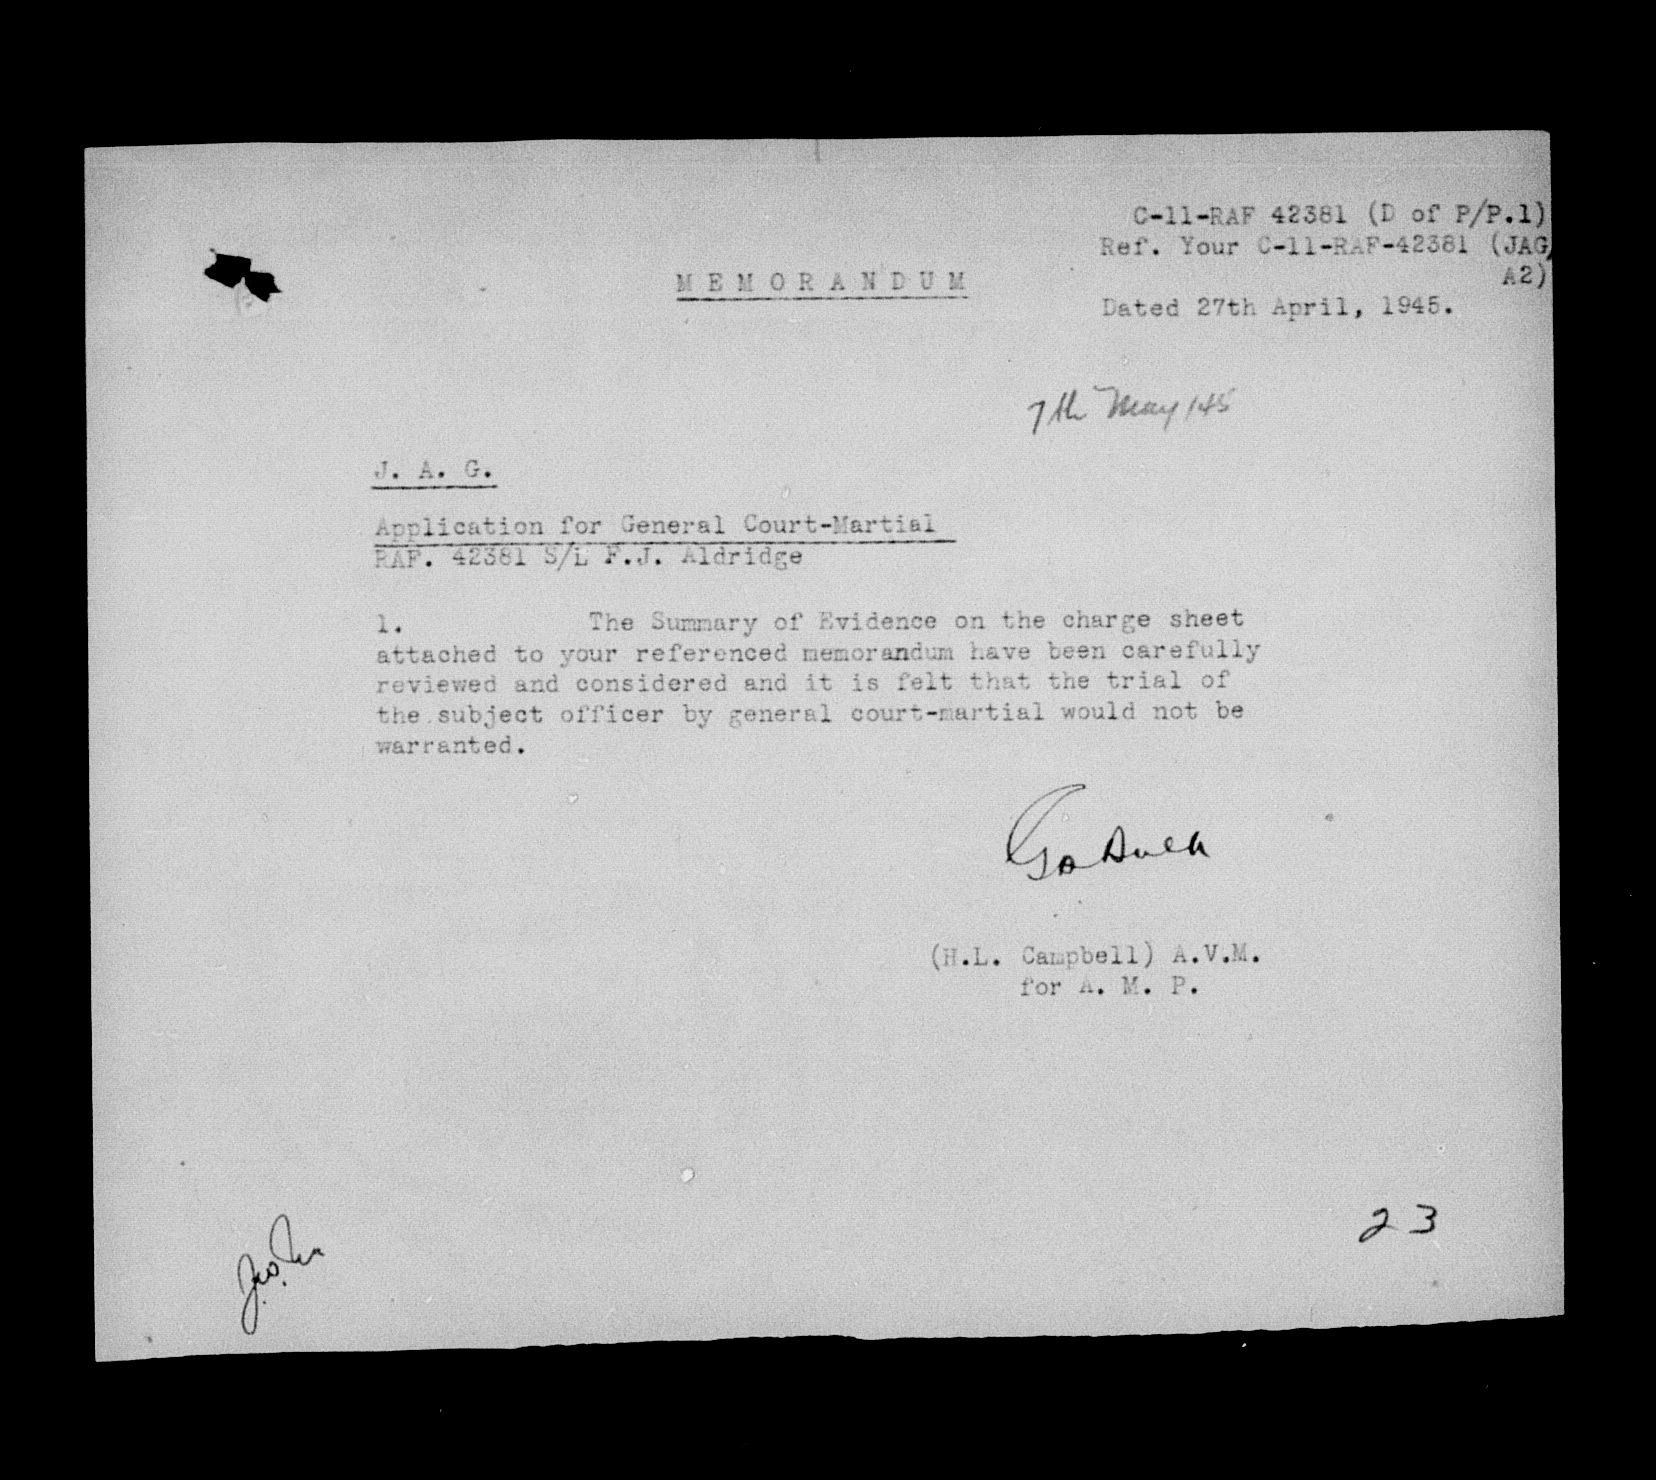 C-11-RAF 42381 (D of P/P.1)
Ref. Your C-11-RAF-42381 (JAG/
A2)
MEMORANDUM
Dated 27th April, 1945.
7th May/45
J. A. G.
Application for General Court-Martial
RAF. 42381 S/L F.J. Aldridge
1. The Summary of Evidence on the charge sheet
attached to your referenced memorandum have been carefully
reviewed and considered and it is felt that the trial of
the subject officer by general court-martial would not be
warranted.
(H.L. Campbell) A.V.M.
for A. M. P.
23